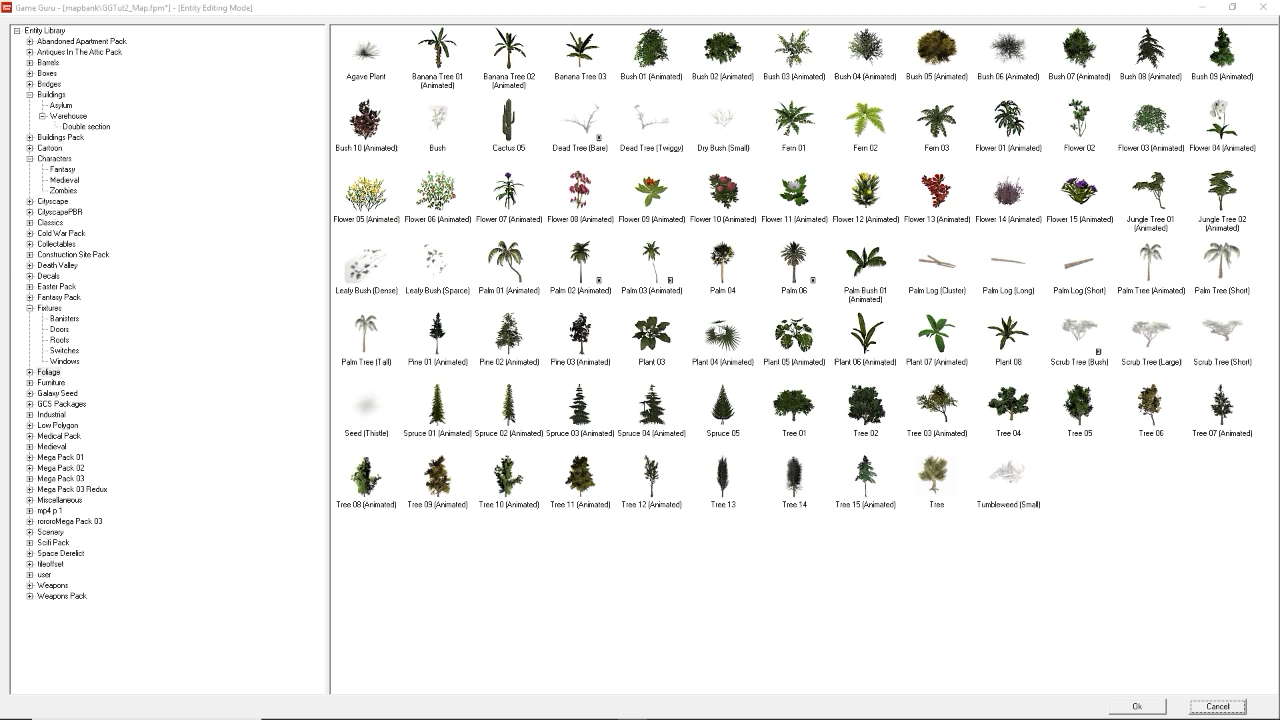 Game Guru - [mapbank\GGTut2_Map.fpm*] - [Entity Editing Mode]
Entity Library
Abandoned Apartment Pack
Antiques In The Attic Pack
Barrels
Boxes
Bridges
Buildings
Asylum
Warehouse
Double section
Buildings Pack
Cartoon
Characters
Fantasy
Medieval
Zombies
Cityscape
CityscapePBR
Classics
Cold War Pack
Collectables
Construction Site Pack
Death Valley
Decals
Easter Pack
Fantasy Pack
Fixtures
Banisters
Doors
Roofs
Switches
Windows
Foliage
Furniture
Galaxy Seed
GCS Packages
Industrial
Low Polygon
Medical Pack
Medieval
Mega Pack 01
Mega Pack 02
Mega Pack 03
Mega Pack 03 Redux
Miscellaneous
mp4 p 1
rororoMega Pack 03
Scenery
Scifi Pack
Space Derelict
tileoffset
user
Weapons
Weapons Pack
Agave Plant
Banana Tree 01 (Animated)
Banana Tree 02 (Animated)
Banana Tree 03
Bush 01 (Animated)
Bush 02 (Animated)
Bush 03 (Animated)
Bush 04 (Animated)
Bush 05 (Animated)
Bush 06 (Animated)
Bush 07 (Animated)
Bush 08 (Animated)
Bush 09 (Animated)
Bush 10 (Animated)
Bush
Cactus 05
Dead Tree (Bare)
Dead Tree (Twiggy)
Dry Bush (Small)
Fern 01
Fern 02
Fern 03
Flower 01 (Animated)
Flower 02
Flower 03 (Animated)
Flower 04 (Animated)
Flower 05 (Animated)
Flower 06 (Animated)
Flower 07 (Animated)
Flower 08 (Animated)
Flower 09 (Animated)
Flower 10 (Animated)
Flower 11 (Animated)
Flower 12 (Animated)
Flower 13 (Animated)
Flower 14 (Animated)
Flower 15 (Animated)
Jungle Tree 01 (Animated)
Jungle Tree 02 (Animated)
Leafy Bush (Dense)
Leafy Bush (Sparce)
Palm 01 (Animated)
Palm 02 (Animated)
Palm 03 (Animated)
Palm 04
Palm 06
Palm Bush 01 (Animated)
Palm Log (Cluster)
Palm Log (Long)
Palm Log (Short)
Palm Tree (Animated)
Palm Tree (Short)
Palm Tree (Tall)
Pine 01 (Animated)
Pine 02 (Animated)
Pine 03 (Animated)
Plant 03
Plant 04 (Animated)
Plant 05 (Animated)
Plant 06 (Animated)
Plant 07 (Animated)
Plant 08
Scrub Tree (Bush)
Scrub Tree (Large)
Scrub Tree (Short)
Seed (Thistle)
Spruce 01 (Animated)
Spruce 02 (Animated)
Spruce 03 (Animated)
Spruce 04 (Animated)
Spruce 05
Tree 01
Tree 02
Tree 03 (Animated)
Tree 04
Tree 05
Tree 06
Tree 07 (Animated)
Tree 08 (Animated)
Tree 09 (Animated)
Tree 10 (Animated)
Tree 11 (Animated)
Tree 12 (Animated)
Tree 13
Tree 14
Tree 15 (Animated)
Tree
Tumbleweed (Small)
Ok
Cancel